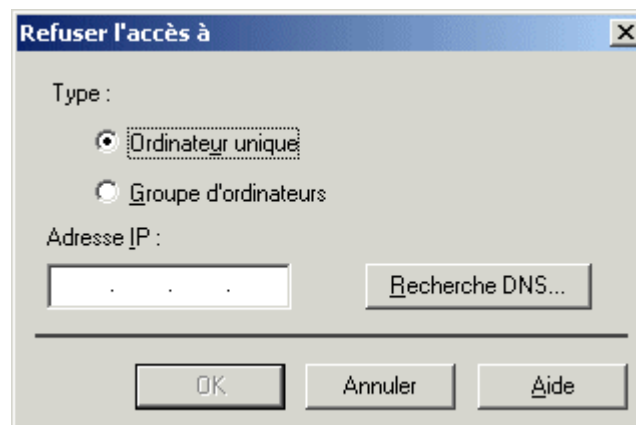 Refuser l'accès à
Type :
Ordinateur unique
Groupe d'ordinateurs
Adresse IP :
. . .
Recherche DNS...
OK
Annuler
Aide